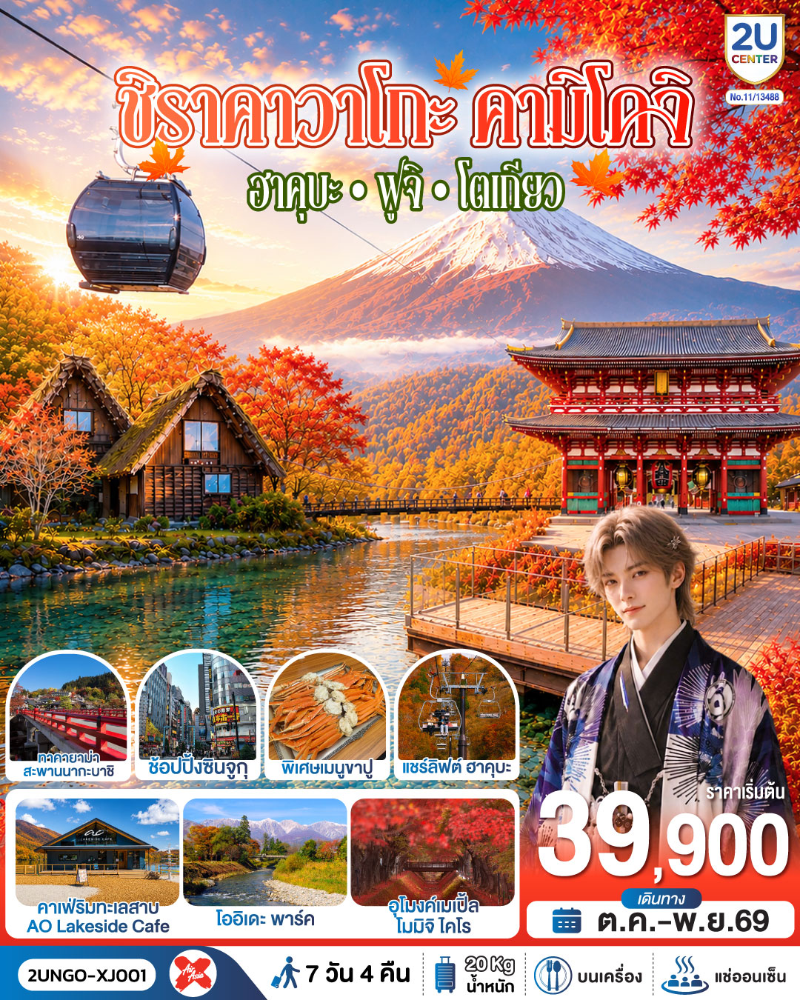 2U
CENTER
No.11/13488
ชิราคาวาโกะ คามิโคจิ
ฮาคุบะ • ฟูจิ • โตเกียว
ทาคายาม่า
สะพานนากะบาชิ
ช้อปปิ้งชินจูกุ
พิเศษเมนูขาปู
แชร์ลิฟต์ ฮาคุบะ
ao
LAKESIDE CAFE
คาเฟ่ริมทะเลสาบ
AO Lakeside Cafe
โออิเดะ พาร์ค
อุโมงค์เมเปิ้ล
โมมิจิ ไคโร
ราคาเริ่มต้น
39,900
เดินทาง
ต.ค.-พ.ย.69
2UNGO-XJ001
Air
Asia
X
7 วัน 4 คืน
20 Kg
น้ำหนัก
บนเครื่อง
แช่ออนเซ็น